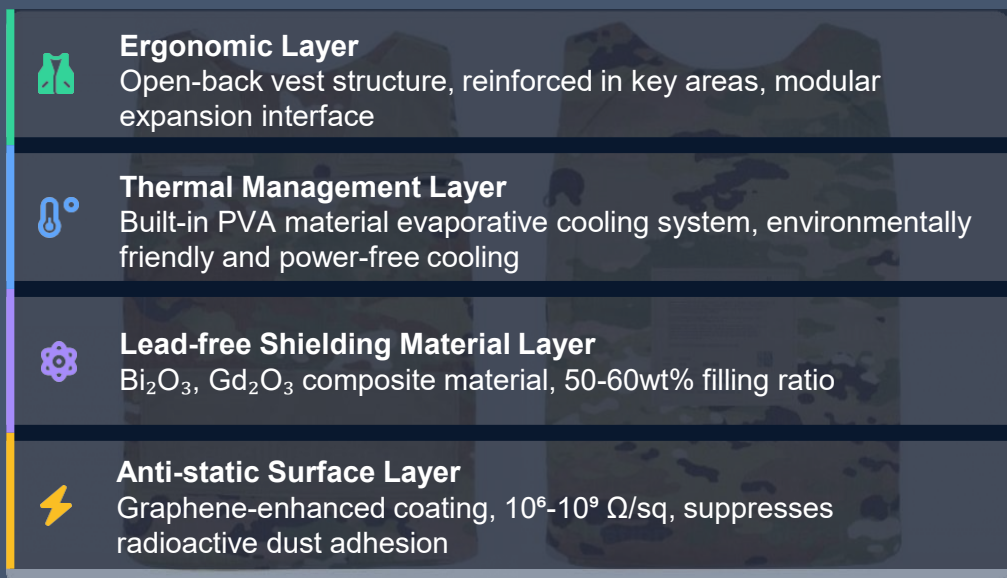 Ergonomic Layer
Open-back vest structure, reinforced in key areas, modular
expansion interface
Thermal Management Layer
Built-in PVA material evaporative cooling system, environmentally
friendly and power-free cooling
Lead-free Shielding Material Layer
Bi₂O₃, Gd₂O₃ composite material, 50-60wt% filling ratio
Anti-static Surface Layer
Graphene-enhanced coating, 10⁶-10⁹ Ω/sq, suppresses
radioactive dust adhesion